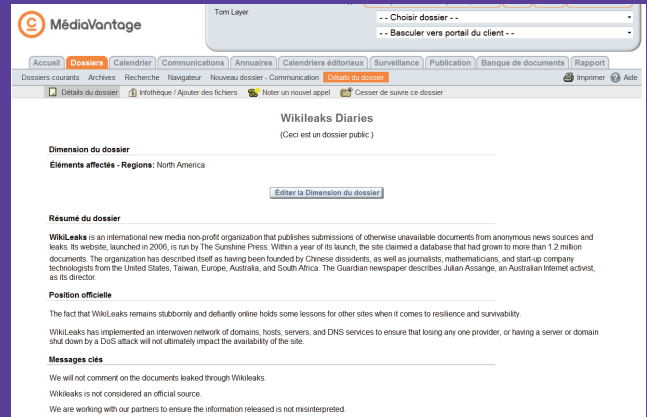 MédiaVantage
Tom Layer
- - Choisir dossier - -
- - Basculer vers portail du client - -
Accueil Dossiers Calendrier Communications Annuaires Calendriers éditoriaux Surveillance Publication Banque de documents Rapport
Dossiers courants Archives Recherche Navigateur Nouveau dossier - Communication Détails du dossier Imprimer Aide
Détails du dossier Infothèque / Ajouter des fichiers Noter un nouvel appel Cesser de suivre ce dossier
Wikileaks Diaries
(Ceci est un dossier public.)
Dimension du dossier
Éléments affectés - Regions: North America
Éditer la Dimension du dossier
Résumé du dossier
WikiLeaks is an international new media non-profit organization that publishes submissions of otherwise unavailable documents from anonymous news sources and
leaks. Its website, launched in 2006, is run by The Sunshine Press. Within a year of its launch, the site claimed a database that had grown to more than 1.2 million
documents. The organization has described itself as having been founded by Chinese dissidents, as well as journalists, mathematicians, and start-up company
technologists from the United States, Taiwan, Europe, Australia, and South Africa. The Guardian newspaper describes Julian Assange, an Australian Internet activist,
as its director.
Position officielle
The fact that WikiLeaks remains stubbornly and defiantly online holds some lessons for other sites when it comes to resilience and survivability.
WikiLeaks has implemented an interwoven network of domains, hosts, servers, and DNS services to ensure that losing any one provider, or having a server or domain
shut down by a DoS attack will not ultimately impact the availability of the site.
Messages clés
We will not comment on the documents leaked through Wikileaks.
Wikileaks is not considered an official source.
We are working with our partners to ensure the information released is not misinterpreted.